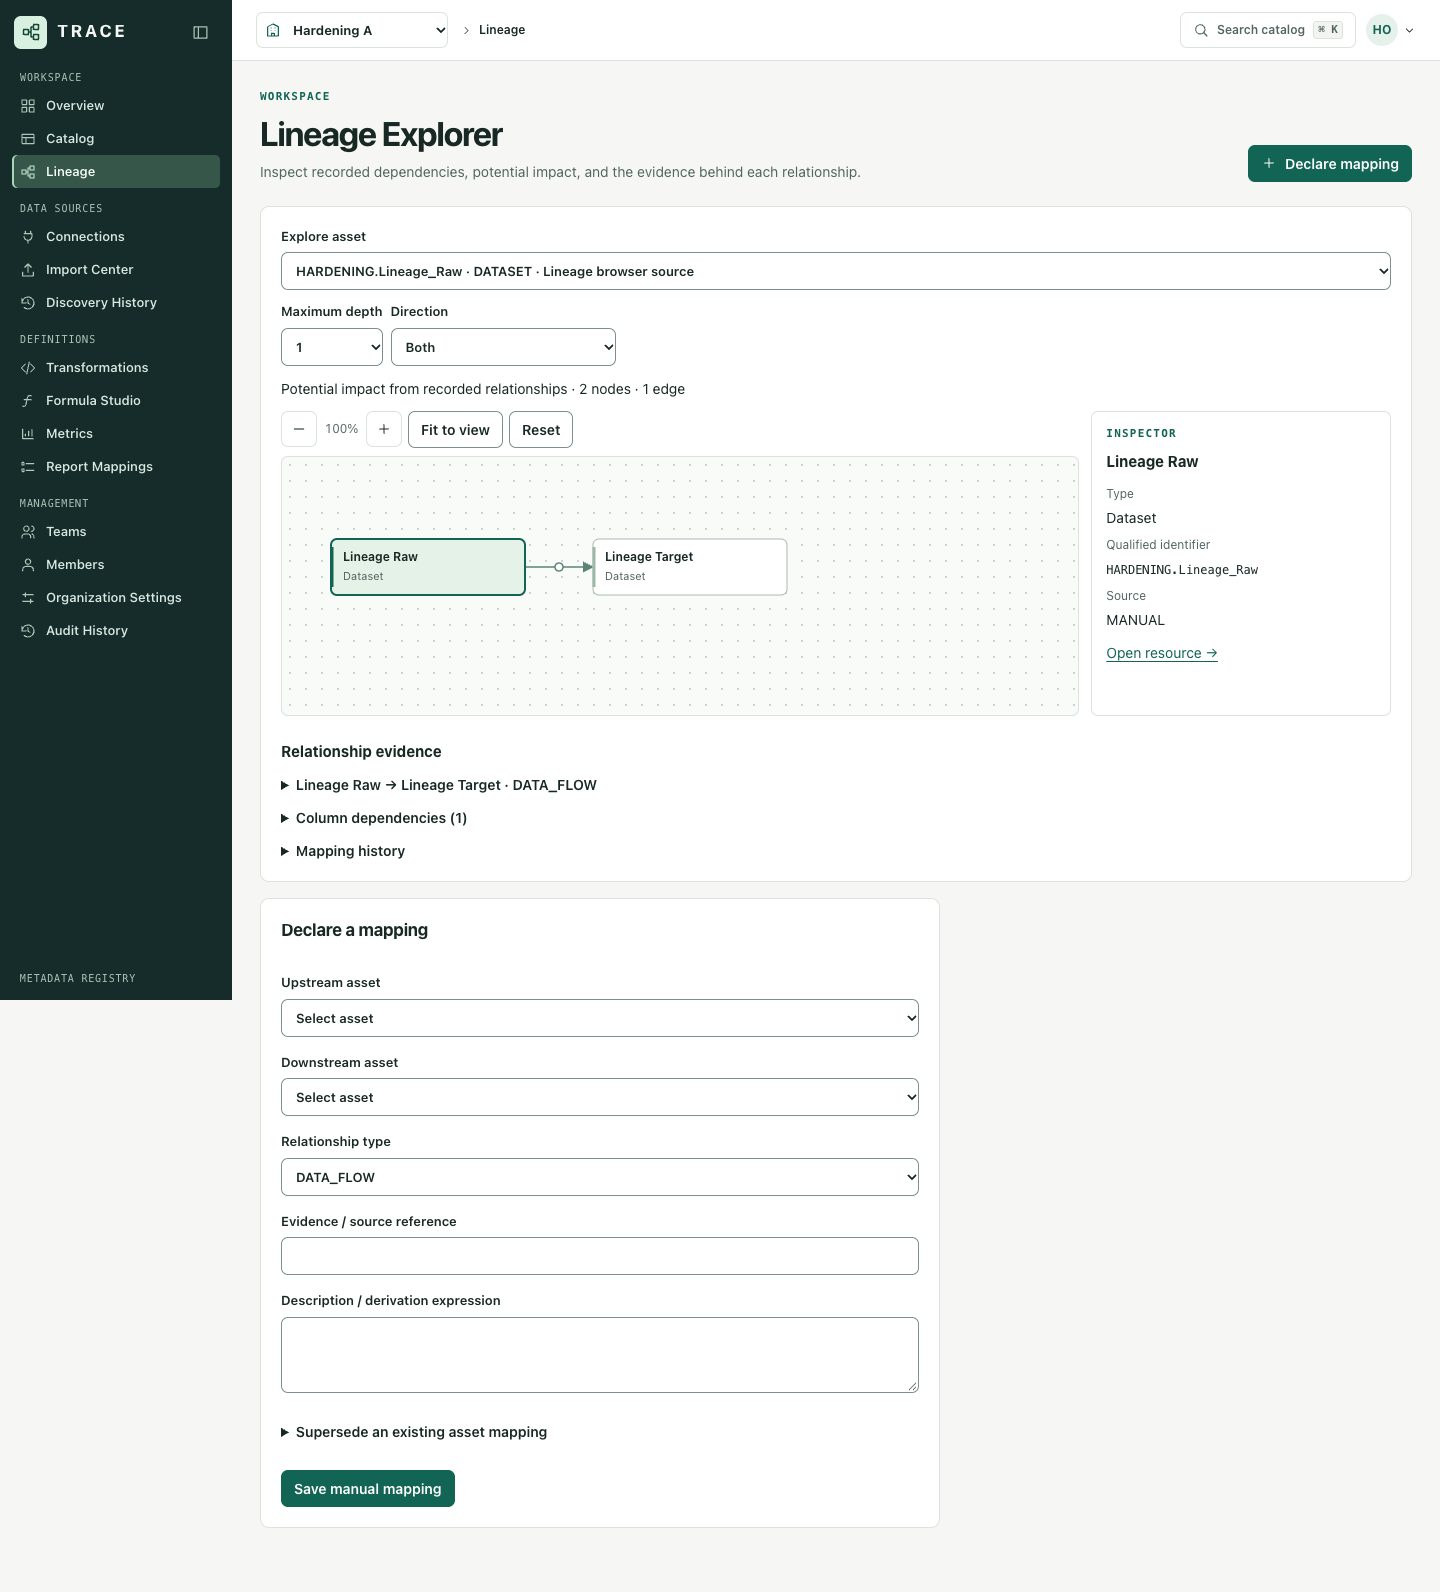 TRACE
WORKSPACE
Overview
Catalog
Lineage
DATA SOURCES
Connections
Import Center
Discovery History
DEFINITIONS
Transformations
Formula Studio
Metrics
Report Mappings
MANAGEMENT
Teams
Members
Organization Settings
Audit History
METADATA REGISTRY
Hardening A
Lineage
Search catalog ⌘ K
HO
WORKSPACE
Lineage Explorer
Inspect recorded dependencies, potential impact, and the evidence behind each relationship.
+ Declare mapping
Explore asset
HARDENING.Lineage_Raw · DATASET · Lineage browser source
Maximum depth Direction
1 Both
Potential impact from recorded relationships · 2 nodes · 1 edge
− 100% + Fit to view Reset
Lineage Raw
Dataset
Lineage Target
Dataset
INSPECTOR
Lineage Raw
Type
Dataset
Qualified identifier
HARDENING.Lineage_Raw
Source
MANUAL
Open resource →
Relationship evidence
Lineage Raw → Lineage Target · DATA_FLOW
Column dependencies (1)
Mapping history
Declare a mapping
Upstream asset
Select asset
Downstream asset
Select asset
Relationship type
DATA_FLOW
Evidence / source reference
Description / derivation expression
Supersede an existing asset mapping
Save manual mapping